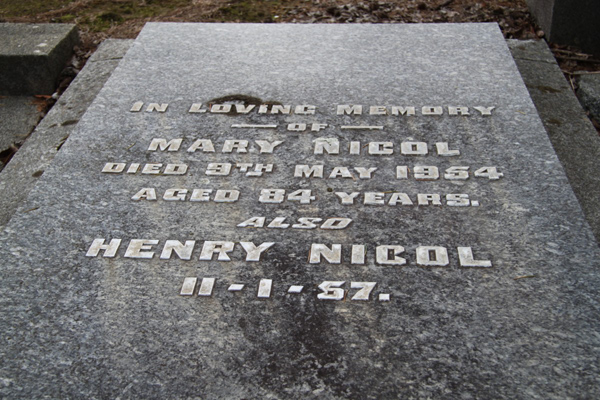 IN LOVING MEMORY
OF
MARY NICOL
DIED 9TH MAY 1954
AGED 84 YEARS.
ALSO
HENRY NICOL
11-1-57.